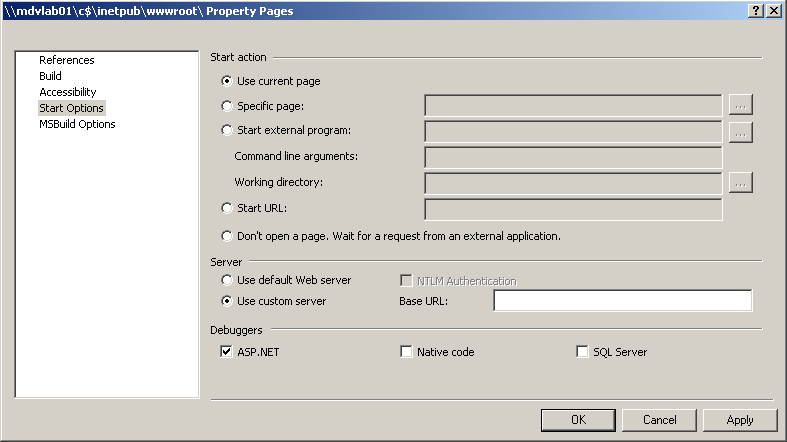 \\mdvlab01\c$\inetpub\wwwroot\ Property Pages
References
Build
Accessibility
Start Options
MSBuild Options
Start action
Use current page
Specific page:
...
Start external program:
...
Command line arguments:
Working directory:
...
Start URL:
Don't open a page. Wait for a request from an external application.
Server
Use default Web server
NTLM Authentication
Use custom server
Base URL:
Debuggers
ASP.NET
Native code
SQL Server
OK
Cancel
Apply